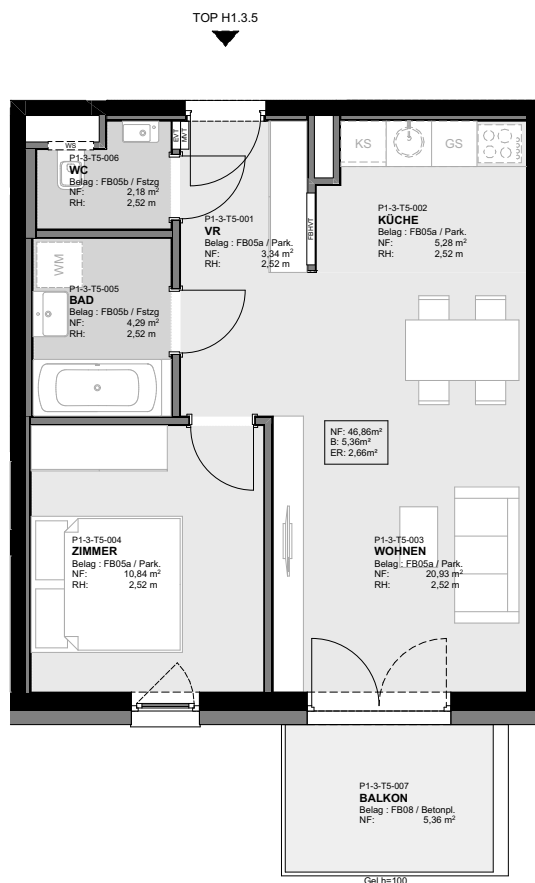 TOP H1.3.5
EVT
MVT
WS
KS
GS
P1-3-T5-006
WC
Belag : FB05b / Fstzg
NF: 2,18 m²
RH: 2,52 m
P1-3-T5-001
VR
Belag : FB05a / Park.
NF: 3,34 m²
RH: 2,52 m
FBHVT
P1-3-T5-002
KÜCHE
Belag : FB05a / Park.
NF: 5,28 m²
RH: 2,52 m
WM
P1-3-T5-005
BAD
Belag : FB05b / Fstzg
NF: 4,29 m²
RH: 2,52 m
NF: 46,86m²
B: 5,36m²
ER: 2,66m²
P1-3-T5-004
ZIMMER
Belag : FB05a / Park.
NF: 10,84 m²
RH: 2,52 m
P1-3-T5-003
WOHNEN
Belag : FB05a / Park.
NF: 20,93 m²
RH: 2,52 m
P1-3-T5-007
BALKON
Belag : FB08 / Betonpl.
NF: 5,36 m²
Gel.h=100